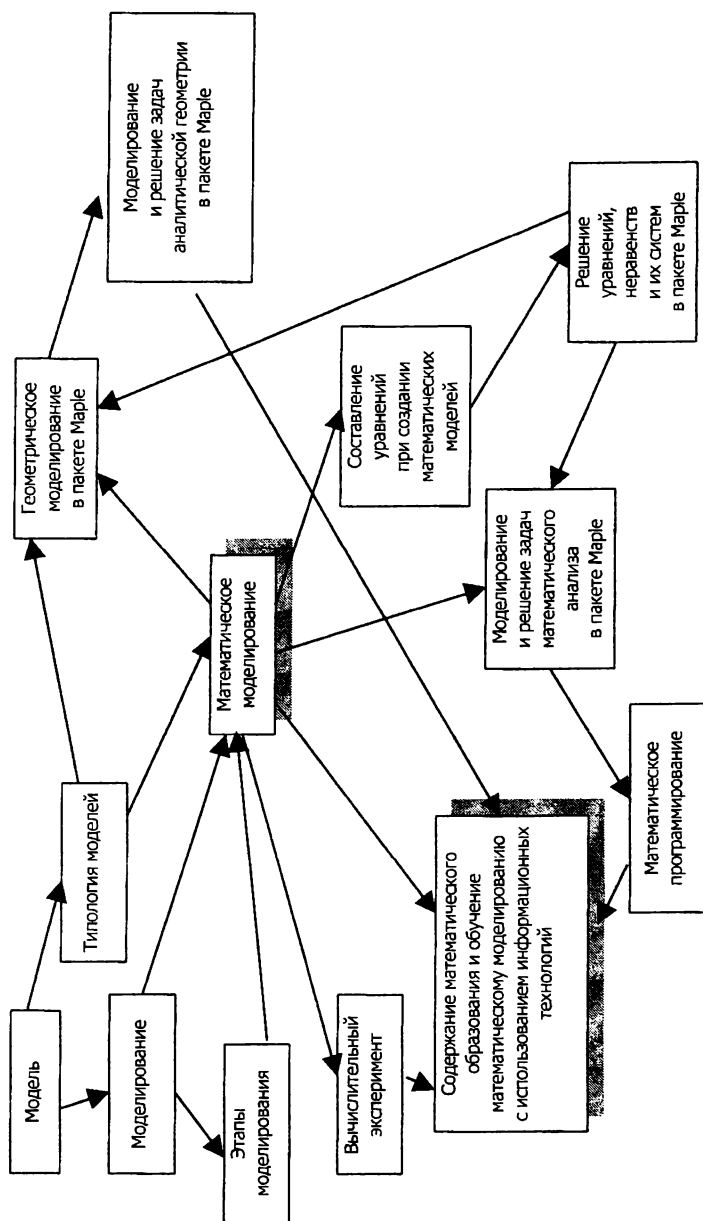 Модель
Моделирование
Этапы
моделирования
Типология моделей
Вычислительный
эксперимент
Математическое
моделирование
Геометрическое
моделирование
в пакете Maple
Моделирование
и решение задач
аналитической геометрии
в пакете Maple
Составление
уравнений
при создании
математических
моделей
Решение
уравнений,
неравенств
и их систем
в пакете Maple
Моделирование
и решение задач
математического
анализа
в пакете Maple
Математическое
программирование
Содержание математического
образования и обучение
математическому моделированию
с использованием информационных
технологий